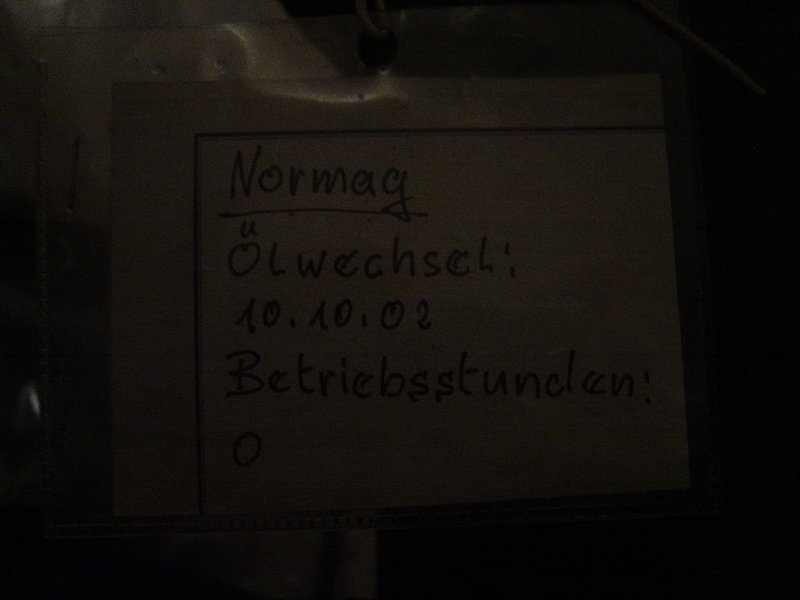 Normag
Ölwechsel:
10.10.02
Betriebsstunden:
0